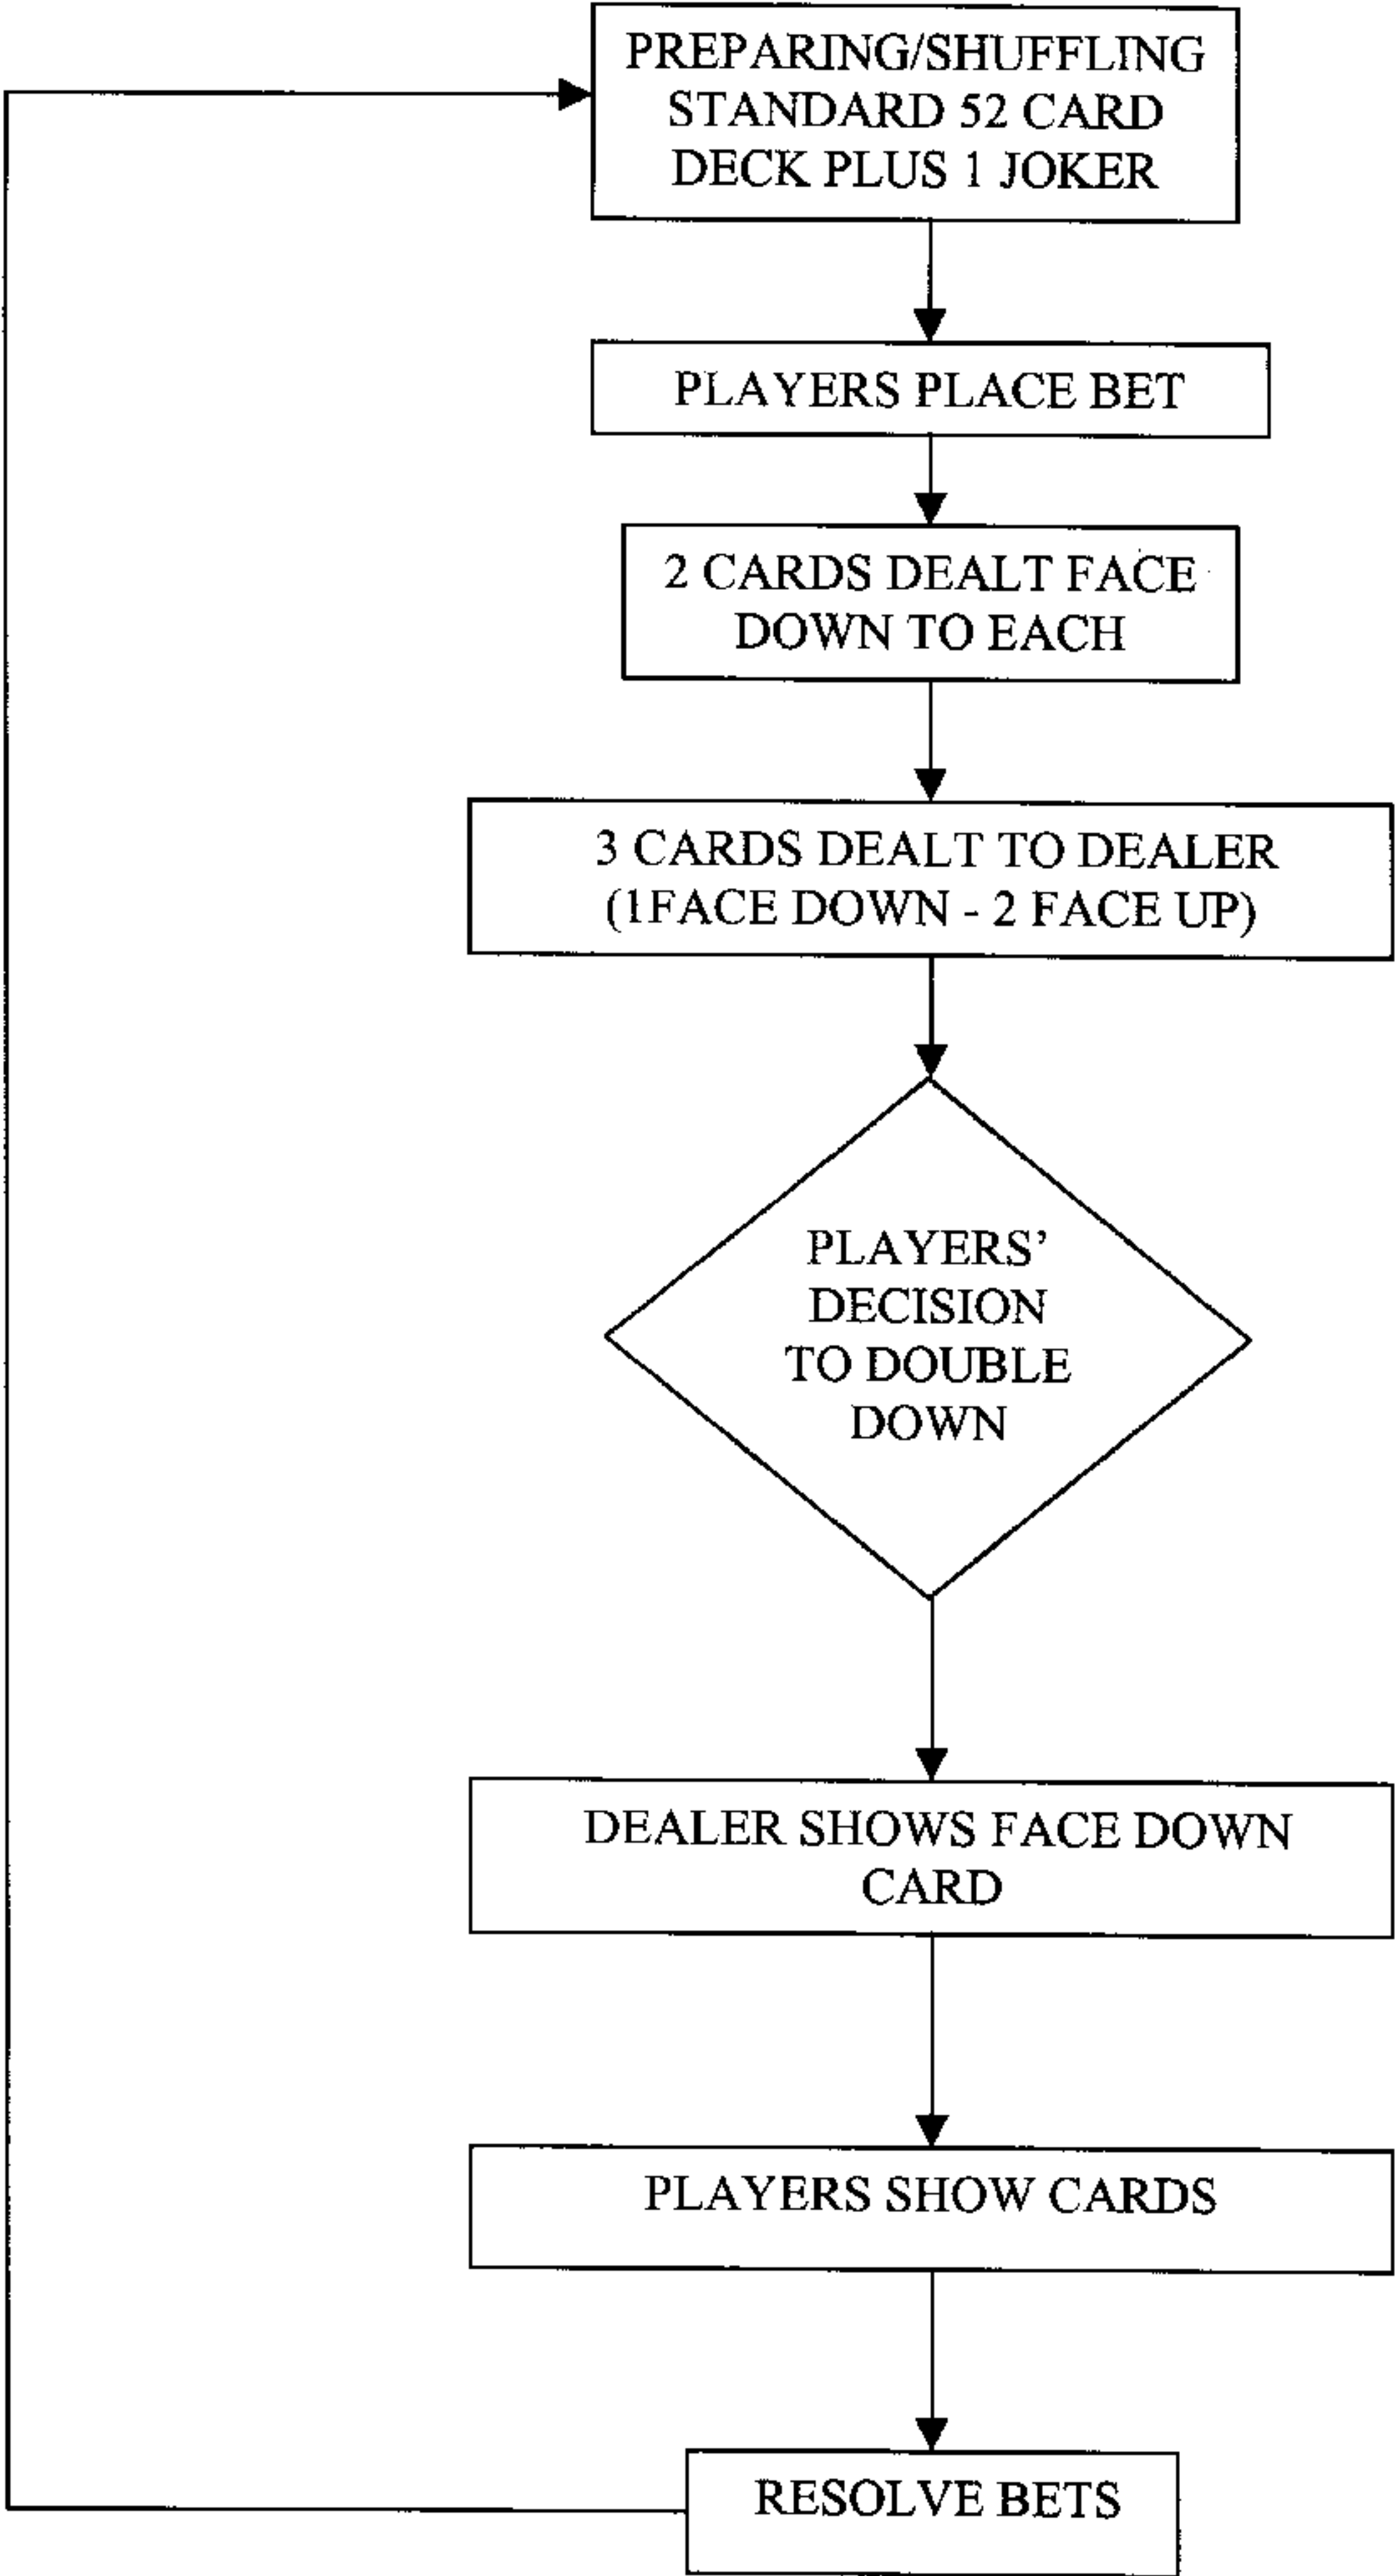 PREPARING/SHUFFLING
STANDARD 52 CARD
DECK PLUS 1 JOKER
PLAYERS PLACE BET
2 CARDS DEALT FACE
DOWN TO EACH
3 CARDS DEALT TO DEALER
(1FACE DOWN - 2 FACE UP)
PLAYERS’
DECISION
TO DOUBLE
DOWN
DEALER SHOWS FACE DOWN
CARD
PLAYERS SHOW CARDS
RESOLVE BETS